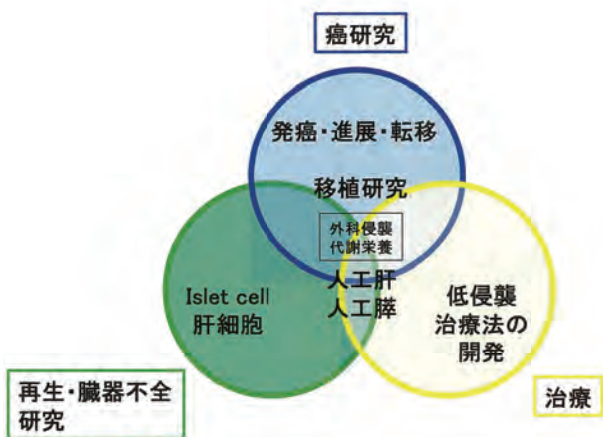 癌研究
発癌・進展・転移
移植研究
外科侵襲
代謝栄養
人工肝
人工膵
Islet cell
肝細胞
低侵襲
治療法の
開発
再生・臓器不全
研究
治療